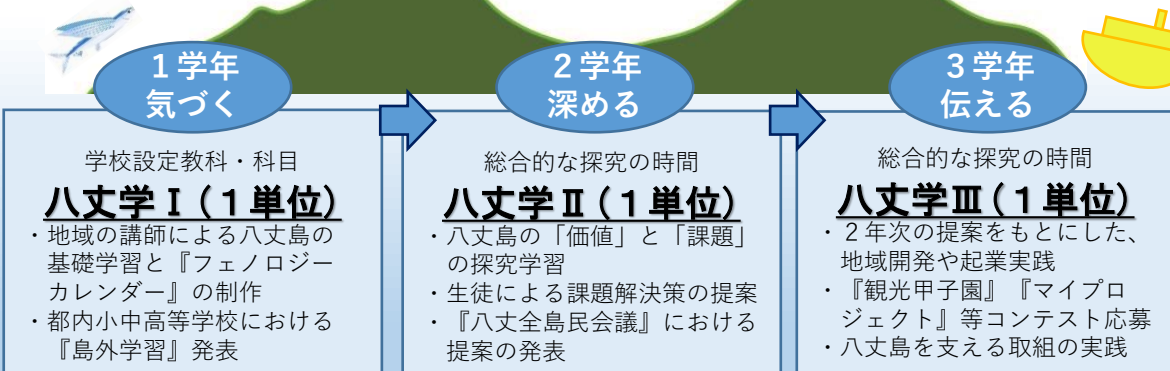 1学年
気づく
学校設定教科・科目
八丈学Ⅰ(1単位)
・地域の講師による八丈島の
基礎学習と『フェノロジー
カレンダー』の制作
・都内小中高等学校における
『島外学習』発表
2学年
深める
総合的な探究の時間
八丈学Ⅱ(1単位)
・八丈島の「価値」と「課題」
の探究学習
・生徒による課題解決策の提案
・『八丈全島民会議』における
提案の発表
3学年
伝える
総合的な探究の時間
八丈学Ⅲ(1単位)
・2年次の提案をもとにした、
地域開発や起業実践
・『観光甲子園』『マイプロ
ジェクト』等コンテスト応募
・八丈島を支える取組の実践